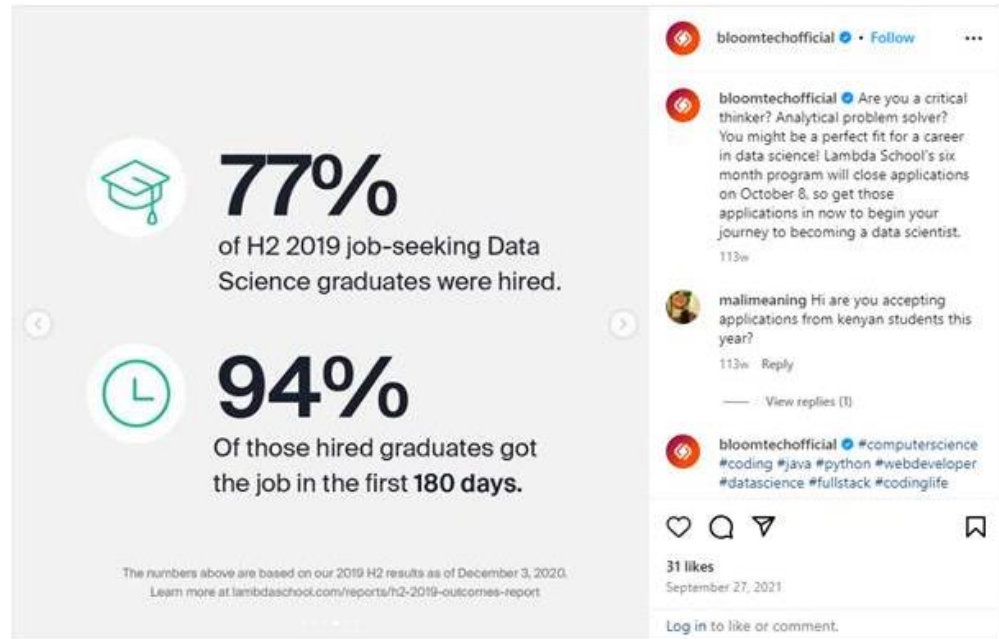 77%
of H2 2019 job-seeking Data
Science graduates were hired.
94%
Of those hired graduates got
the job in the first 180 days.
The numbers above are based on our 2019 H2 results as of December 3, 2020.
Learn more at lambdaschool.com/reports/h2-2019-outcomes-report
bloomtechofficial • Follow
bloomtechofficial Are you a critical
thinker? Analytical problem solver?
You might be a perfect fit for a career
in data science! Lambda School's six
month program will close applications
on October 8, so get those
applications in now to begin your
journey to becoming a data scientist.
113w
malimeaning Hi are you accepting
applications from kenyan students this
year?
113w Reply
View replies (1)
bloomtechofficial #computerscience
#coding #java #python #webdeveloper
#datascience #fullstack #codinglife
31 likes
September 27, 2021
Log in to like or comment.